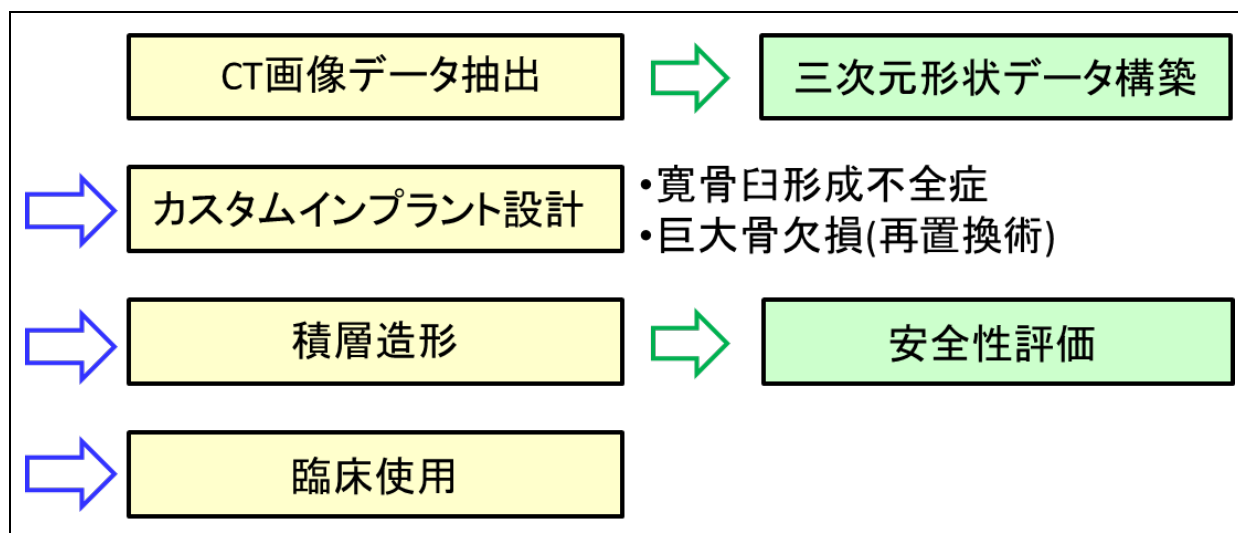 CT画像データ抽出
三次元形状データ構築
カスタムインプラント設計
•寛骨臼形成不全症
•巨大骨欠損(再置換術)
積層造形
安全性評価
臨床使用